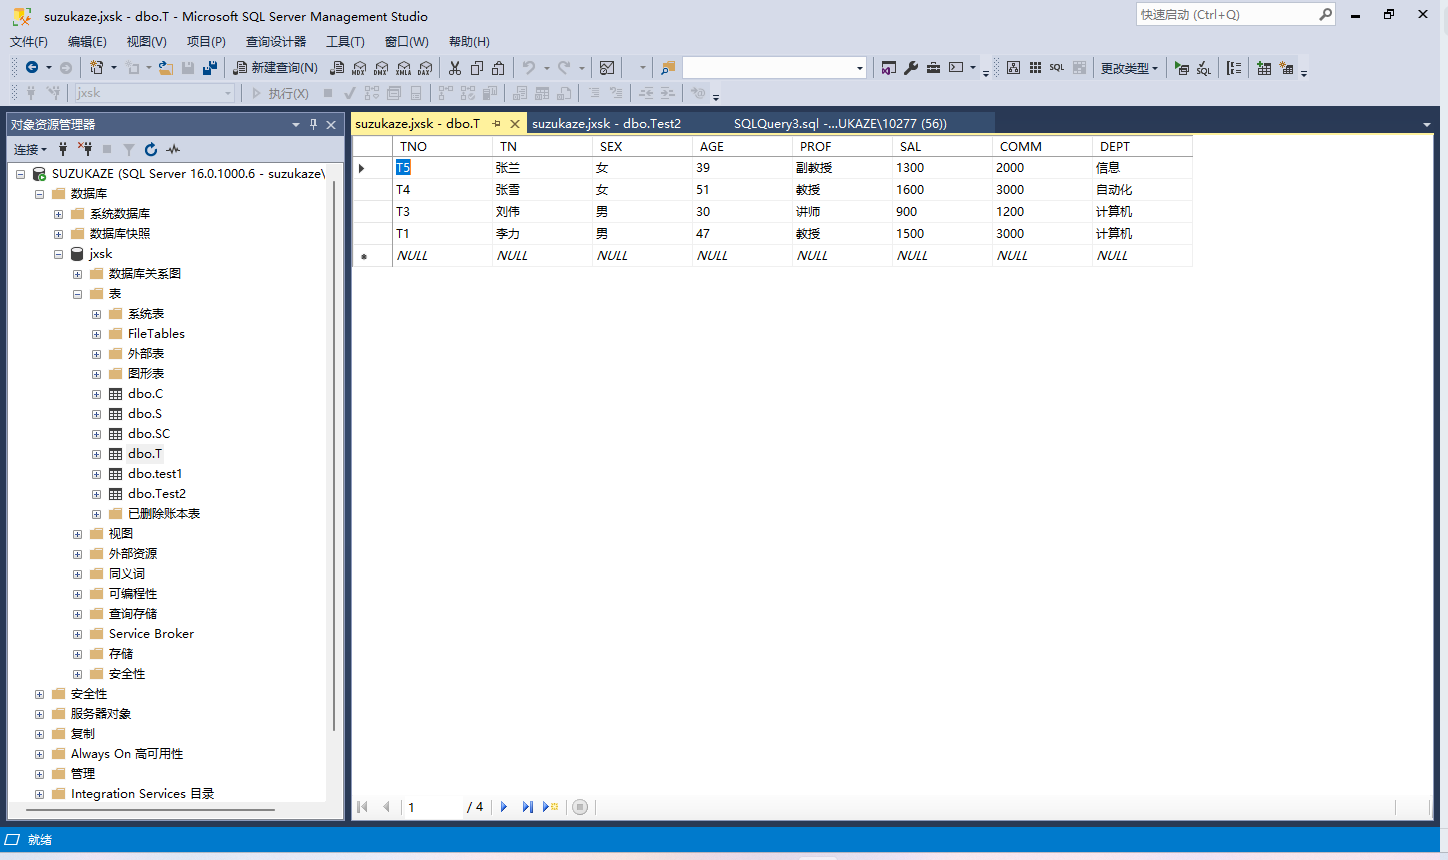 suzukaze.jxsk - dbo.T - Microsoft SQL Server Management Studio
快速启动 (Ctrl+Q)
文件(F) 编辑(E) 视图(V) 项目(P) 查询设计器 工具(T) 窗口(W) 帮助(H)
新建查询(N) MDX DMX XMLA DAX SQL 更改类型 SQL
jxsk 执行(X)
对象资源管理器
连接
SUZUKAZE (SQL Server 16.0.1000.6 - suzukaze\
数据库
系统数据库
数据库快照
jxsk
数据库关系图
表
系统表
FileTables
外部表
图形表
dbo.C
dbo.S
dbo.SC
dbo.T
dbo.test1
dbo.Test2
已删除账本表
视图
外部资源
同义词
可编程性
查询存储
Service Broker
存储
安全性
安全性
服务器对象
复制
Always On 高可用性
管理
Integration Services 目录
suzukaze.jxsk - dbo.T suzukaze.jxsk - dbo.Test2 SQLQuery3.sql -...UKAZE\10277 (56))
TNO TN SEX AGE PROF SAL COMM DEPT
T5 张兰 女 39 副教授 1300 2000 信息
T4 张雪 女 51 教授 1600 3000 自动化
T3 刘伟 男 30 讲师 900 1200 计算机
T1 李力 男 47 教授 1500 3000 计算机
NULL NULL NULL NULL NULL NULL NULL NULL
1 / 4
就绪